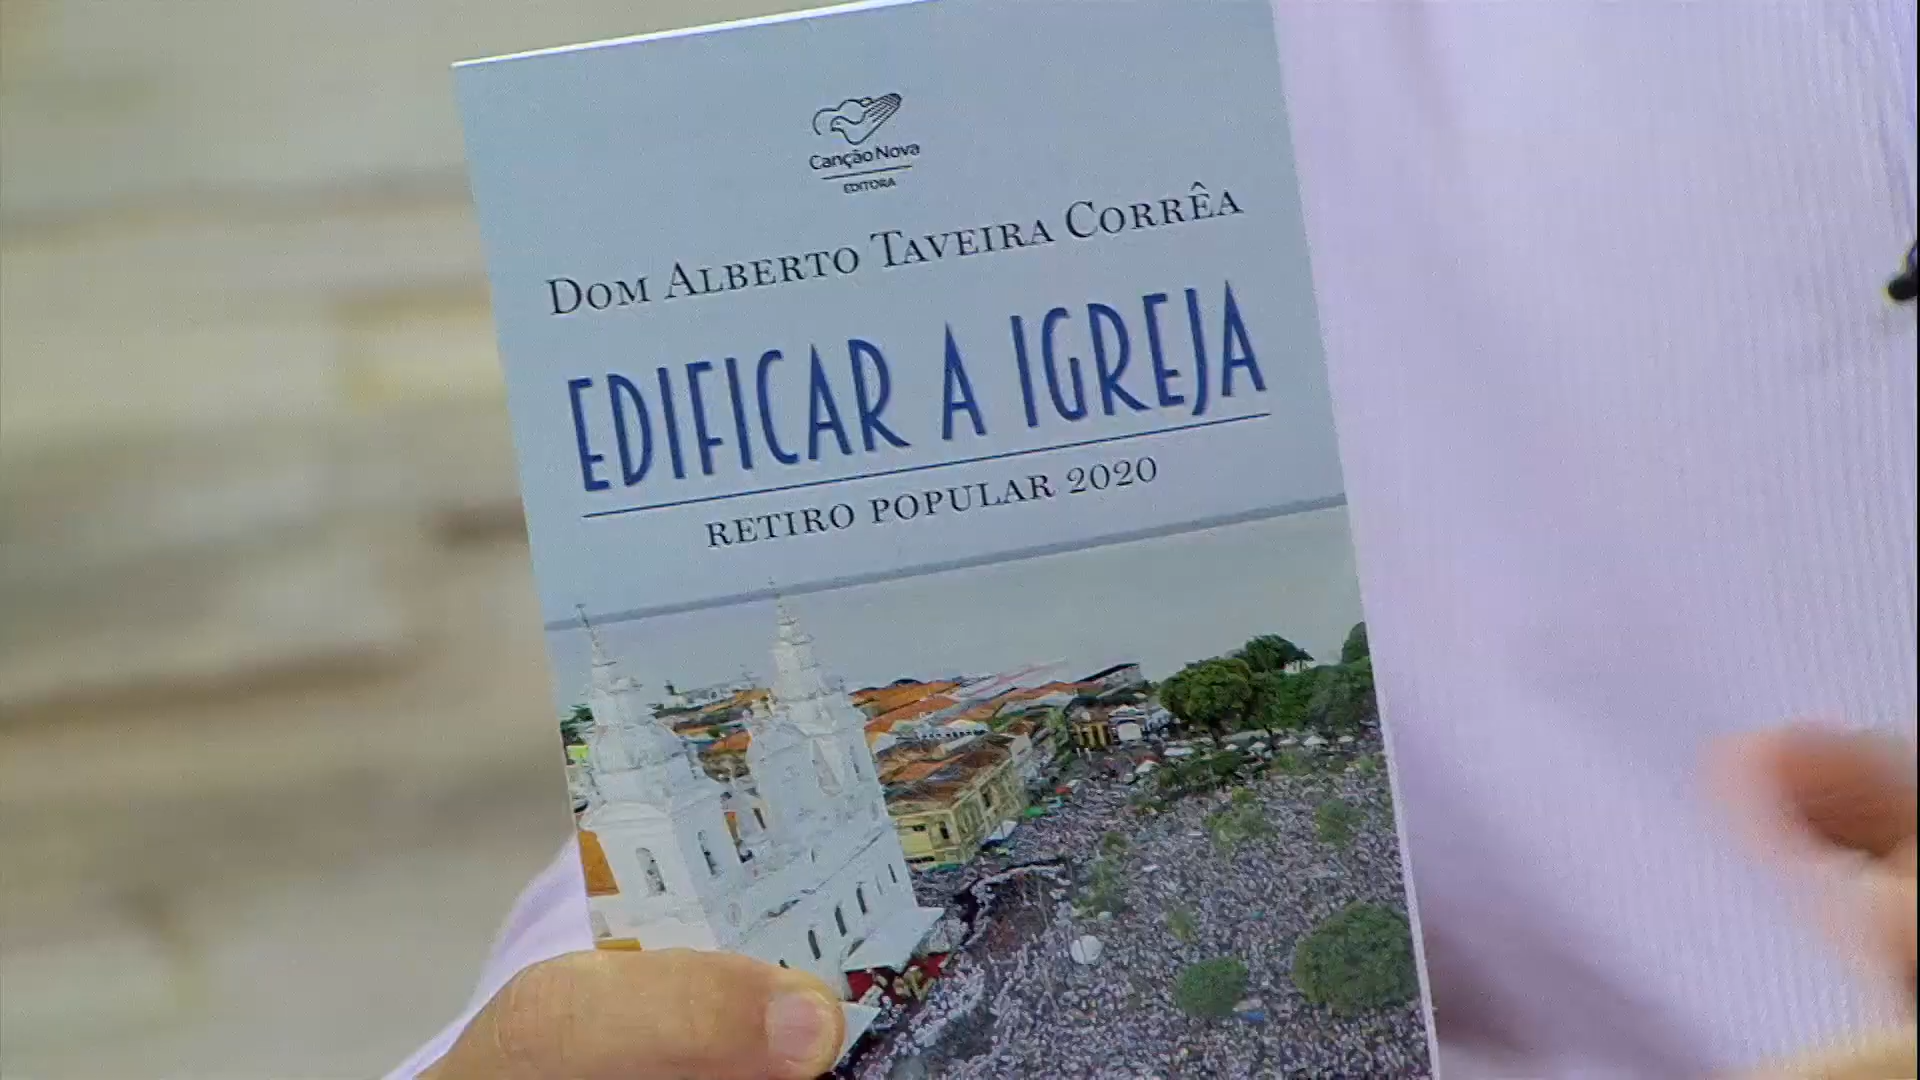 Canção Nova
EDITORA
DOM ALBERTO TAVEIRA CORRÊA
EDIFICAR A IGREJA
RETIRO POPULAR 2020